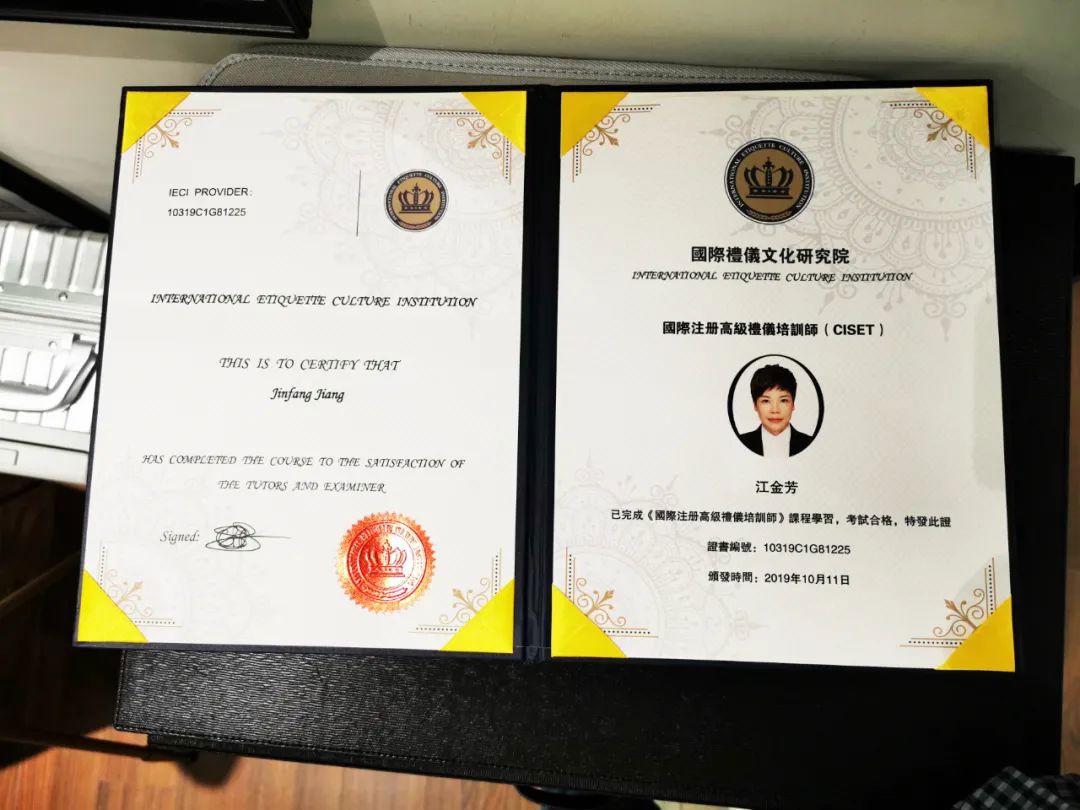 IECI PROVIDER:
10319C1G81225
INTERNATIONAL ETIQUETTE CULTURE INSTITUTION
THIS IS TO CERTIFY THAT
Jinfang Jiang
HAS COMPLETED THE COURSE TO THE SATISFACTION OF
THE TUTORS AND EXAMINER
Signed:
INTERNATIONAL ETIQUETTE CULTURE INSTITUTION
國際禮儀文化研究院
INTERNATIONAL ETIQUETTE CULTURE INSTITUTION
國際注册高級禮儀培訓師（CISET）
江金芳
已完成《國際注册高級禮儀培訓師》課程學習，考試合格，特發此證
證書編號：10319C1G81225
頒發時間：2019年10月11日